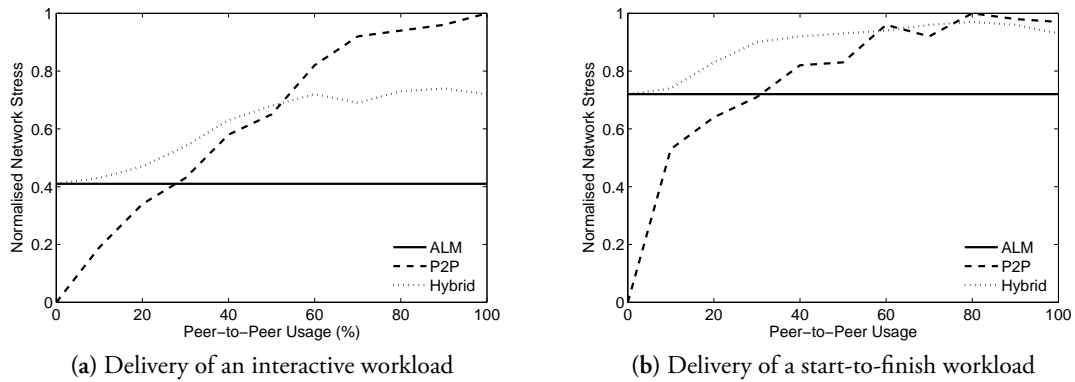 1
0.8
0.6
0.4
0.2
0
Normalised Network Stress
ALM
P2P
Hybrid
0 20 40 60 80 100
Peer−to−Peer Usage (%)
(a) Delivery of an interactive workload
1
0.8
0.6
0.4
0.2
0
Normalised Network Stress
ALM
P2P
Hybrid
0 20 40 60 80 100
Peer−to−Peer Usage
(b) Delivery of a start-to-finish workload